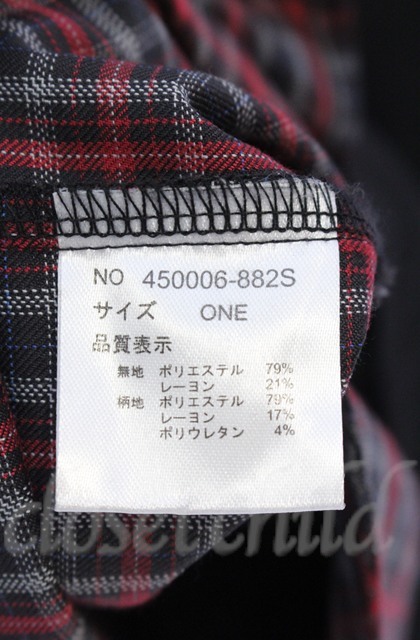 NO 450006-882S
サイズ ONE
品質表示
無地 ポリエステル 79%
レーヨン 21%
柄地 ポリエステル 79%
レーヨン 17%
ポリウレタン 4%
closet child